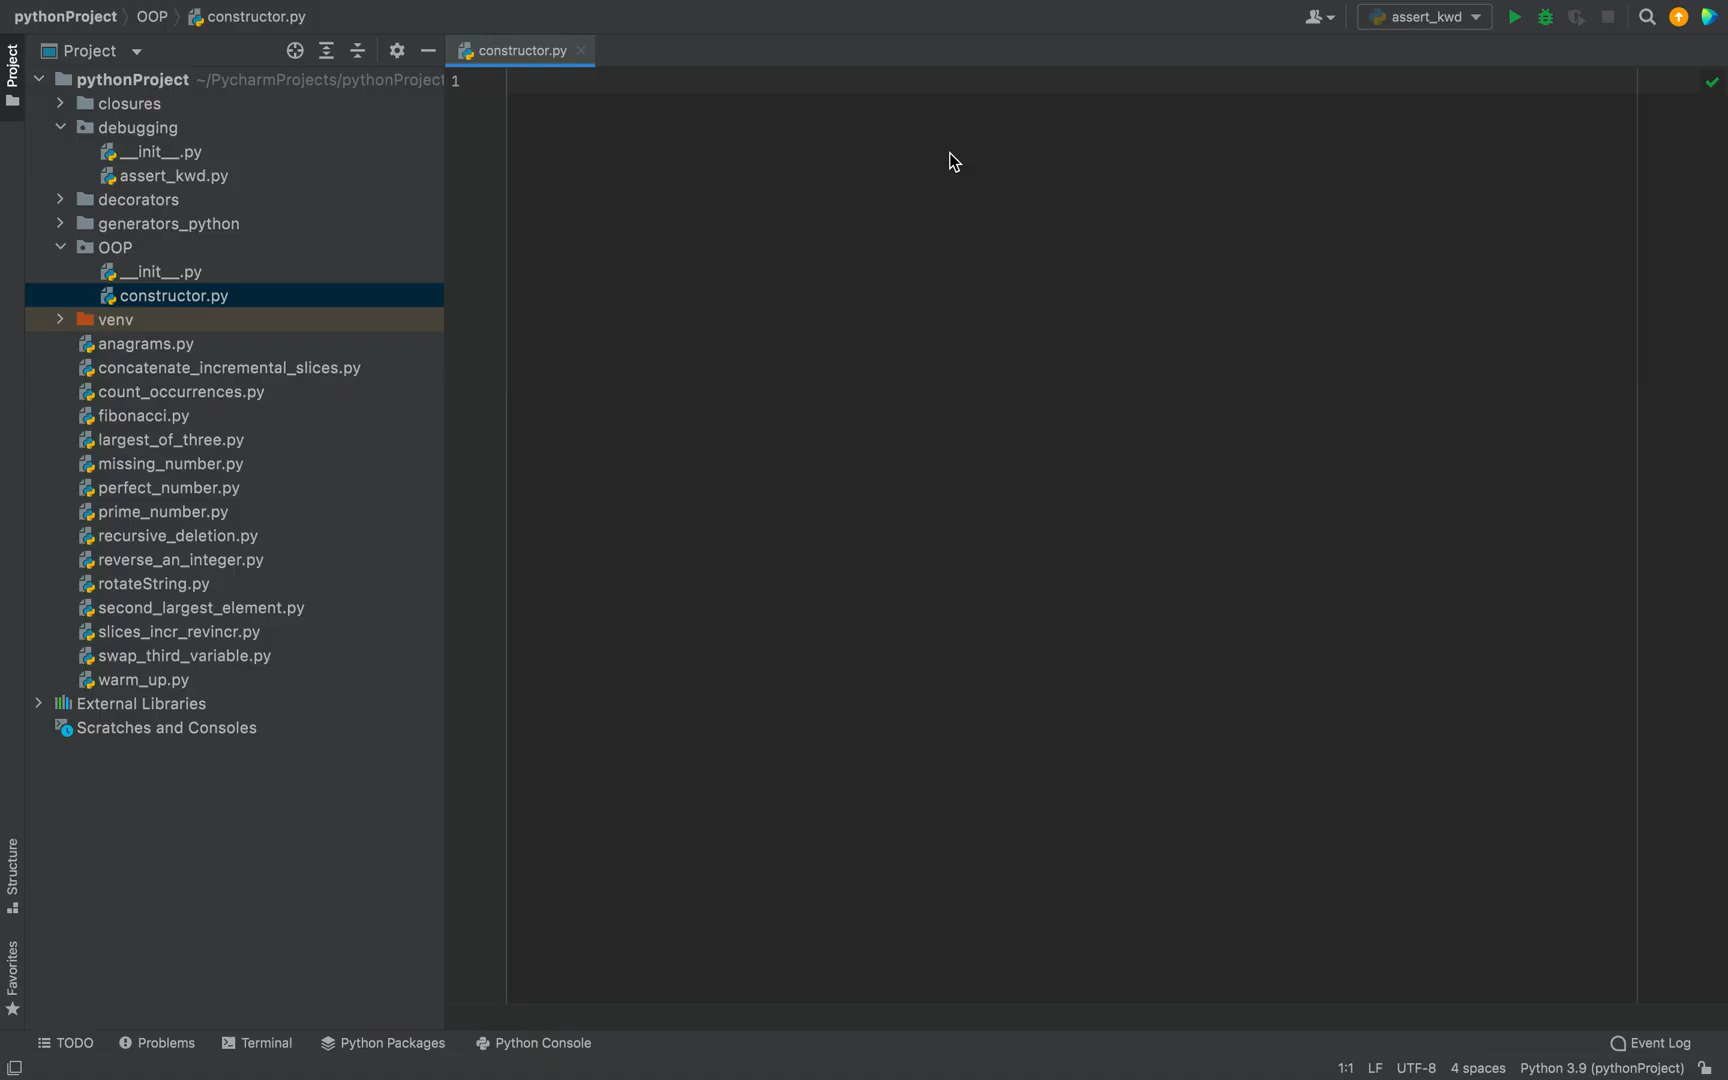 pythonProject OOP constructor.py
assert_kwd
Project
constructor.py
Project
pythonProject ~/PycharmProjects/pythonProject
1
closures
debugging
__init__.py
assert_kwd.py
decorators
generators_python
OOP
__init__.py
constructor.py
venv
anagrams.py
concatenate_incremental_slices.py
count_occurrences.py
fibonacci.py
largest_of_three.py
missing_number.py
perfect_number.py
prime_number.py
recursive_deletion.py
reverse_an_integer.py
rotateString.py
second_largest_element.py
slices_incr_revincr.py
swap_third_variable.py
warm_up.py
External Libraries
Scratches and Consoles
Structure
Favorites
TODO Problems Terminal Python Packages Python Console Event Log
1:1 LF UTF-8 4 spaces Python 3.9 (pythonProject)